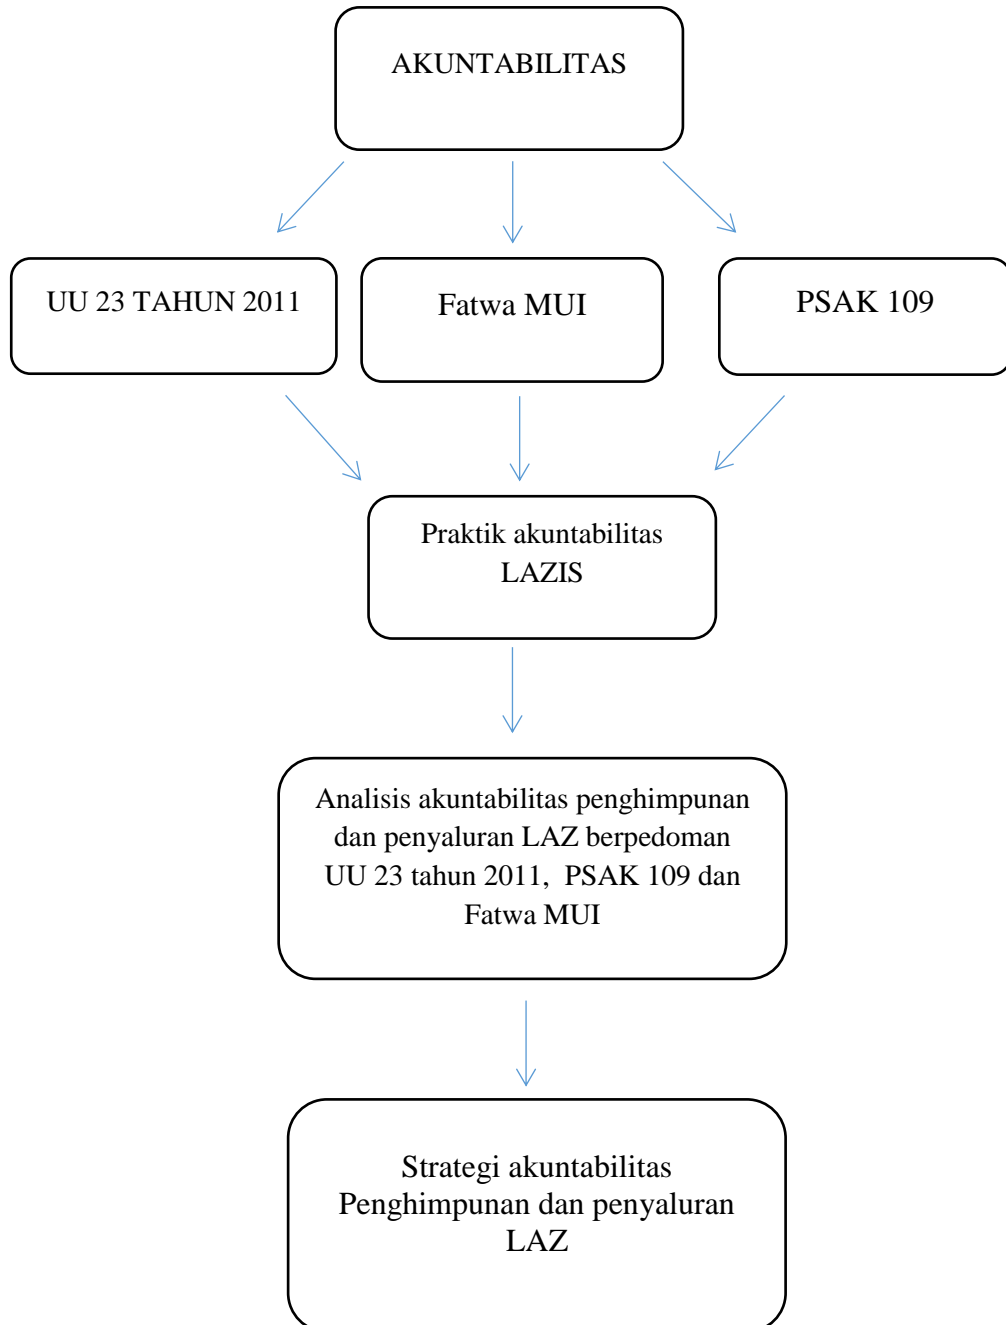 AKUNTABILITAS
UU 23 TAHUN 2011
Fatwa MUI
PSAK 109
Praktik akuntabilitas
LAZIS
Analisis akuntabilitas penghimpunan
dan penyaluran LAZ berpedoman
UU 23 tahun 2011, PSAK 109 dan
Fatwa MUI
Strategi akuntabilitas
Penghimpunan dan penyaluran
LAZ